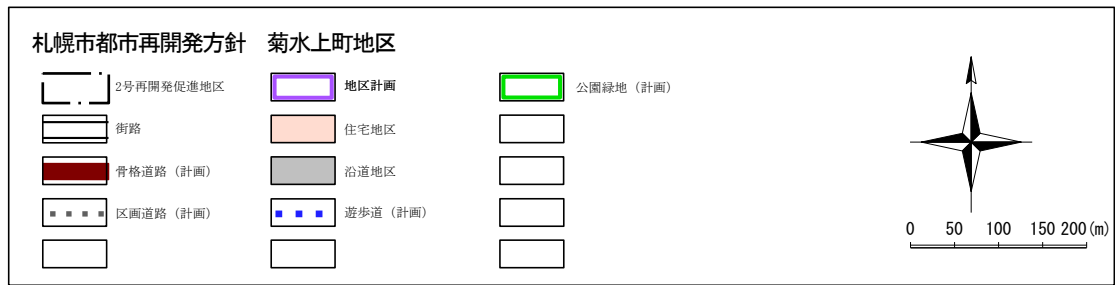 札幌市都市再開発方針 菊水上町地区
2号再開発促進地区
地区計画
公園緑地（計画）
街路
住宅地区
骨格道路（計画）
沿道地区
区画道路（計画）
遊歩道（計画）
0 50 100 150 200(m)